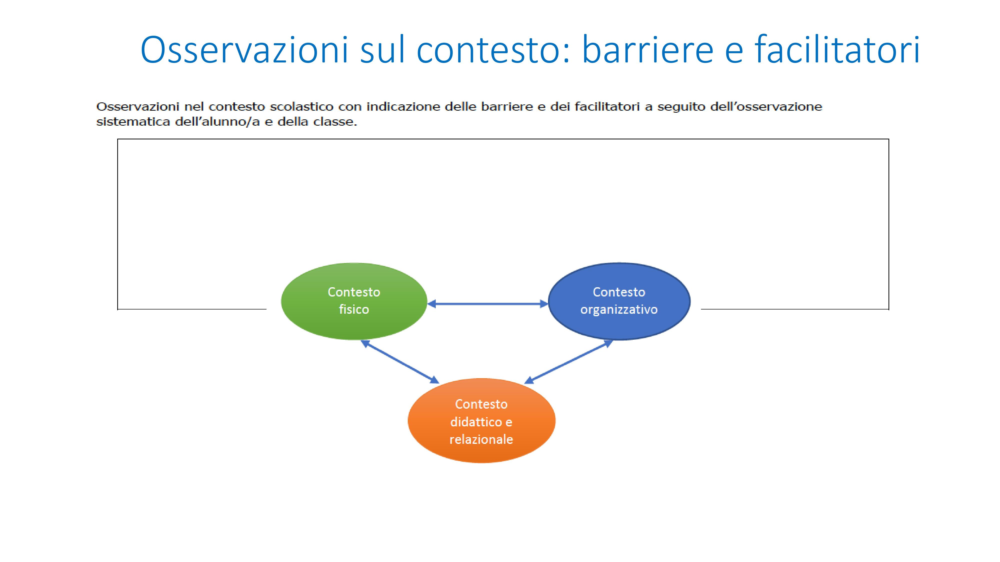 Osservazioni sul contesto: barriere e facilitatori
Osservazioni nel contesto scolastico con indicazione delle barriere e dei facilitatori a seguito dell’osservazione
sistematica dell’alunno/a e della classe.
Contesto
fisico
Contesto
organizzativo
Contesto
didattico e
relazionale